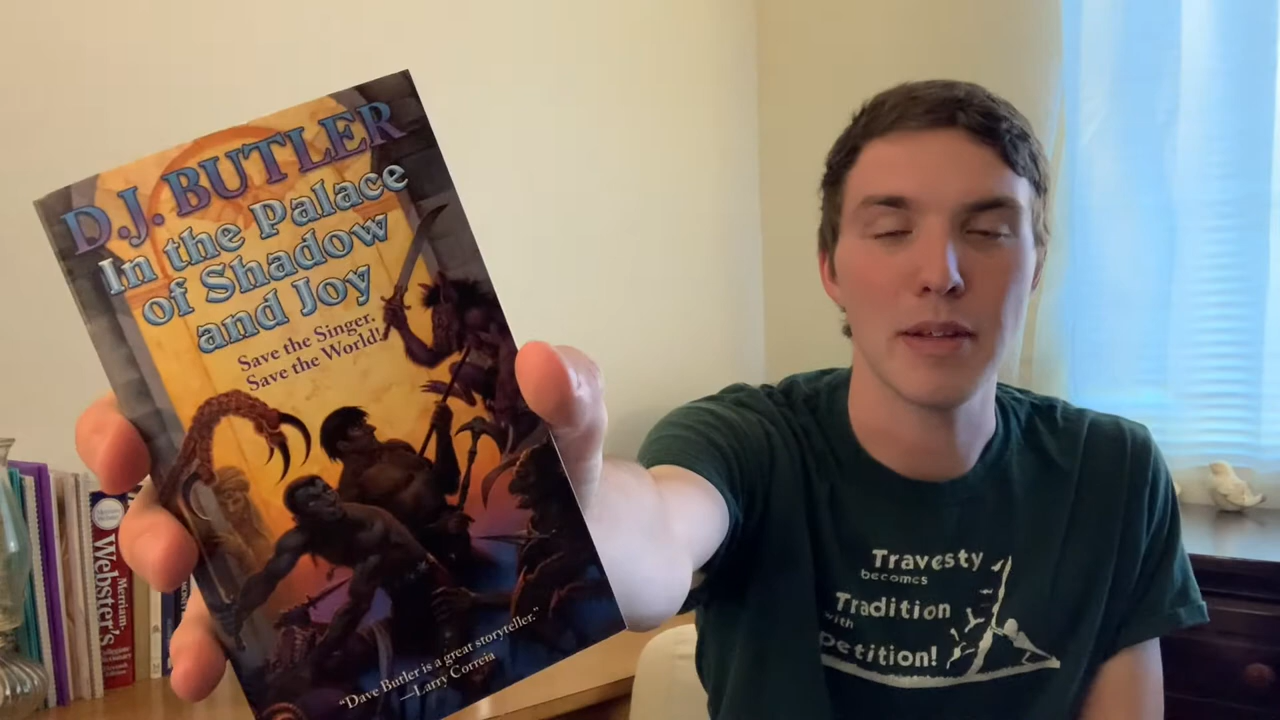 D.J. BUTLER
In the Palace
of Shadow
and Joy
Save the Singer.
Save the World!
"Dave Butler is a great storyteller."
—Larry Correia
Merriam-
Webster's
Travesty
becomes
Tradition
with
Petition!